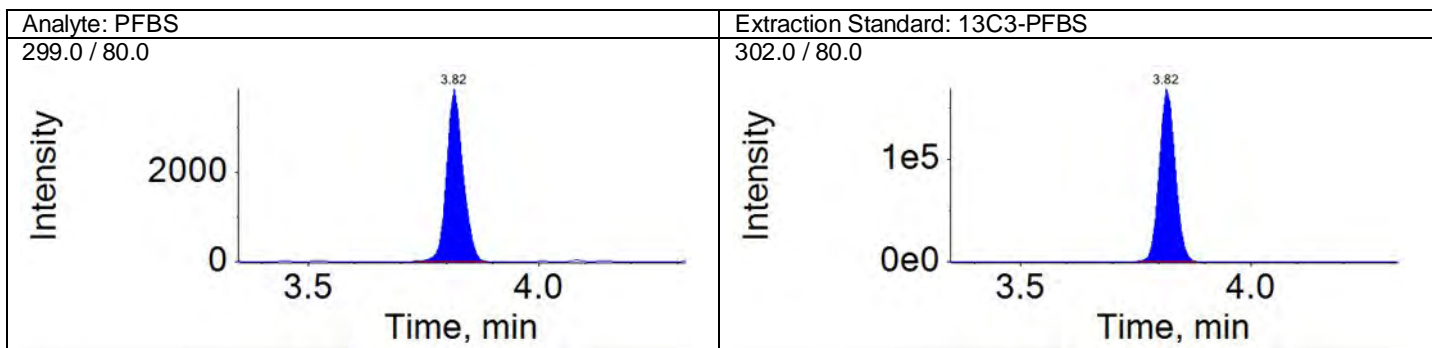 Analyte: PFBS
Extraction Standard: 13C3-PFBS
299.0 / 80.0
302.0 / 80.0
3.82
2000
0
Intensity
3.5
4.0
Time, min
3.82
1e5
0e0
Intensity
3.5
4.0
Time, min